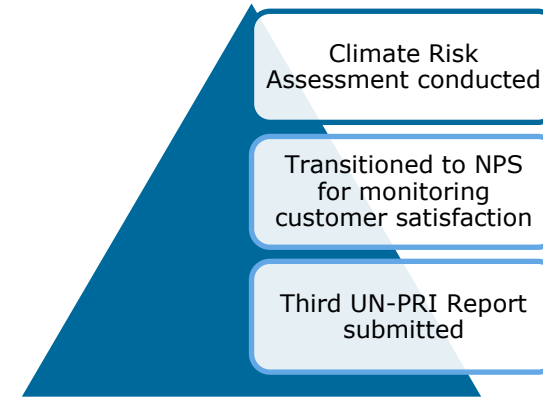 Climate Risk
Assessment conducted
Transitioned to NPS
for monitoring
customer satisfaction
Third UN-PRI Report
submitted